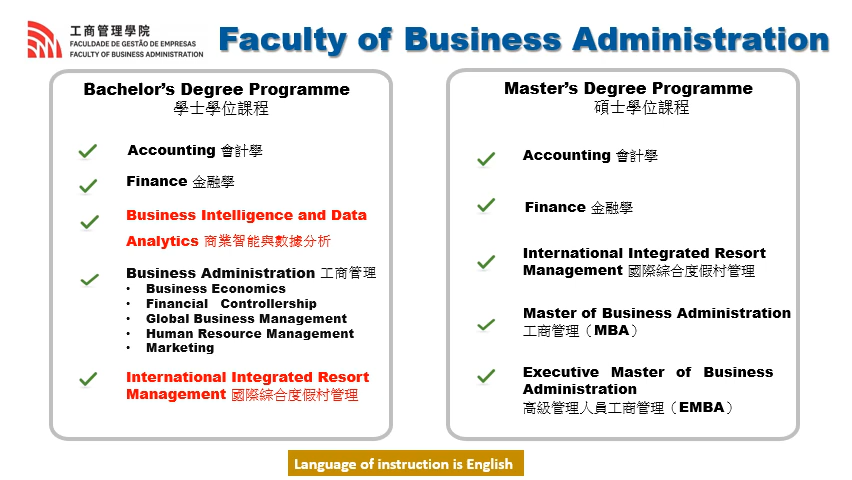 工商管理學院
FACULDADE DE GESTÃO DE EMPRESAS
FACULTY OF BUSINESS ADMINISTRATION
Faculty of Business Administration
Bachelor's Degree Programme
學士學位課程
Accounting 會計學
Finance 金融學
Business Intelligence and Data
Analytics 商業智能與數據分析
Business Administration 工商管理
• Business Economics
• Financial Controllership
• Global Business Management
• Human Resource Management
• Marketing
International Integrated Resort
Management 國際綜合度假村管理
Master's Degree Programme
碩士學位課程
Accounting 會計學
Finance 金融學
International Integrated Resort
Management 國際綜合度假村管理
Master of Business Administration
工商管理（MBA）
Executive Master of Business
Administration
高級管理人員工商管理（EMBA）
Language of instruction is English